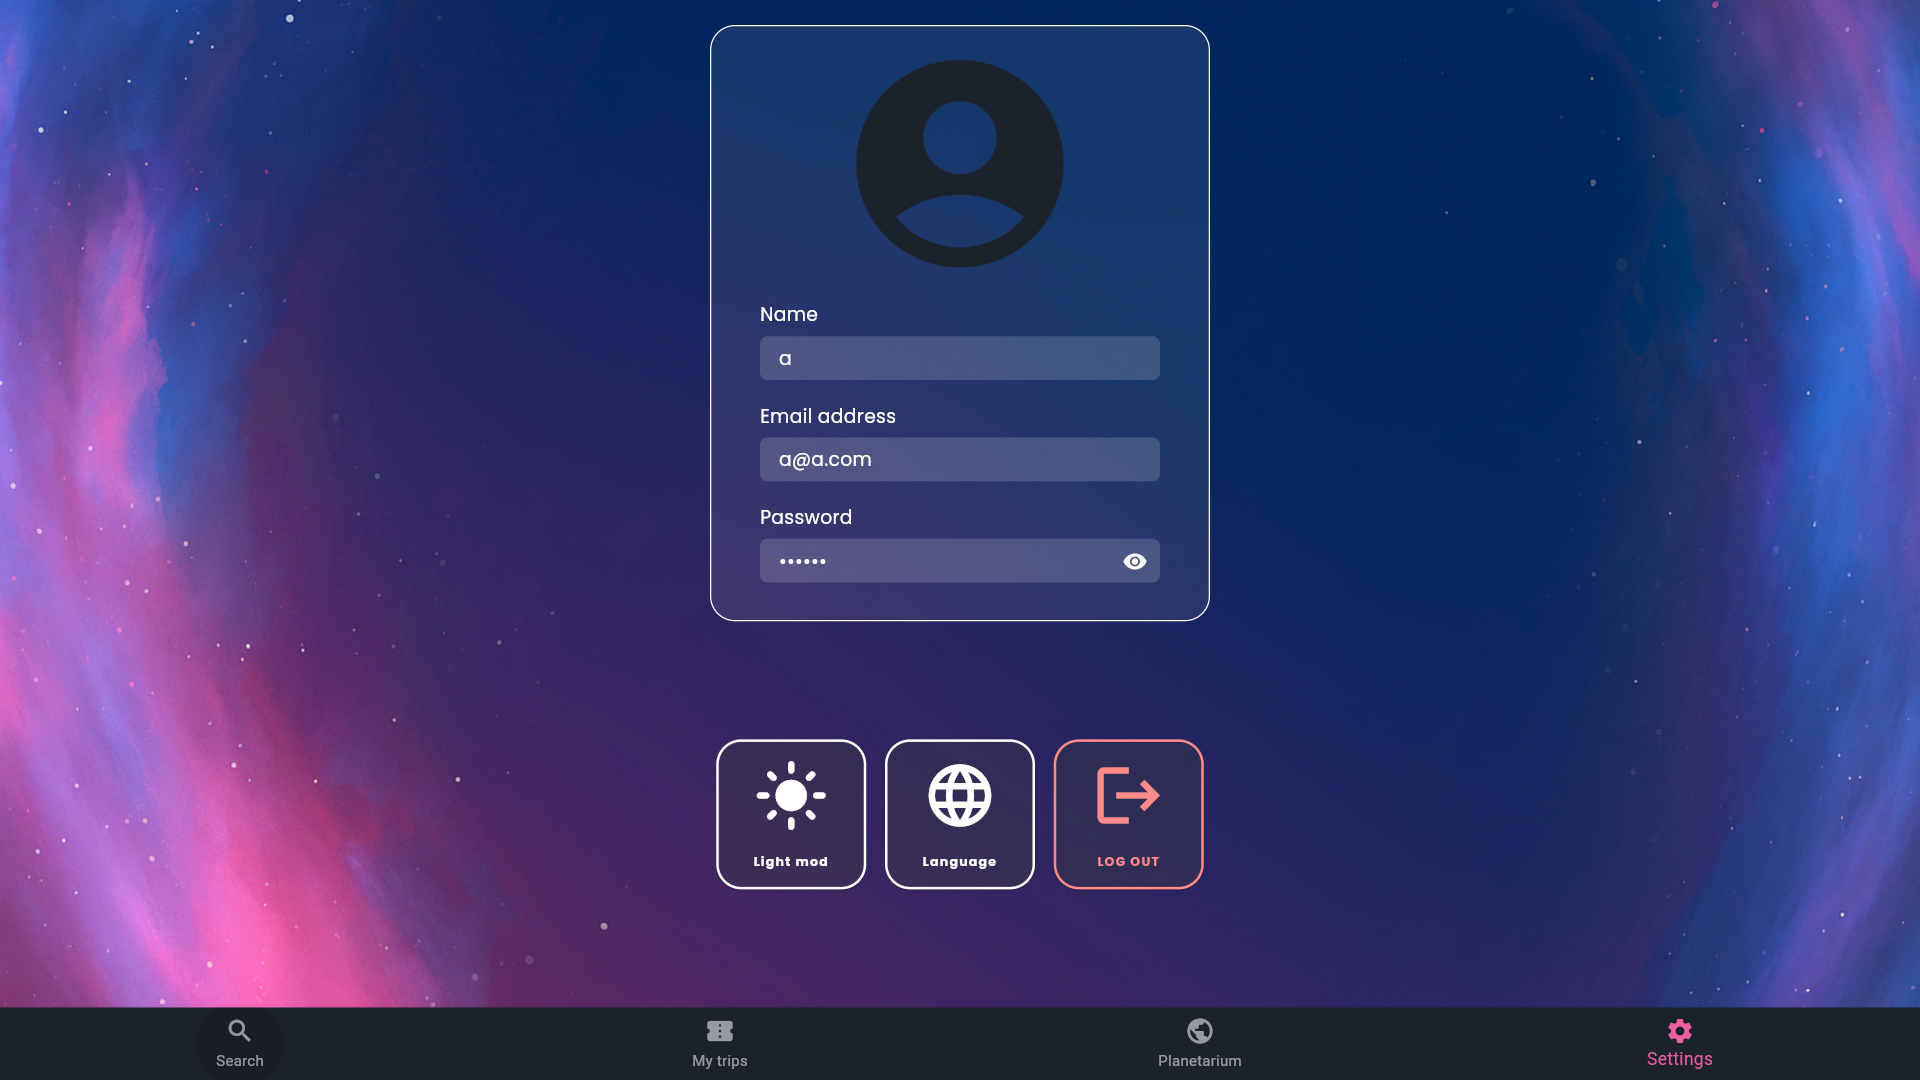 Name
a
Email address
a@a.com
Password
••••••
Light mod
Language
LOG OUT
Search
My trips
Planetarium
Settings